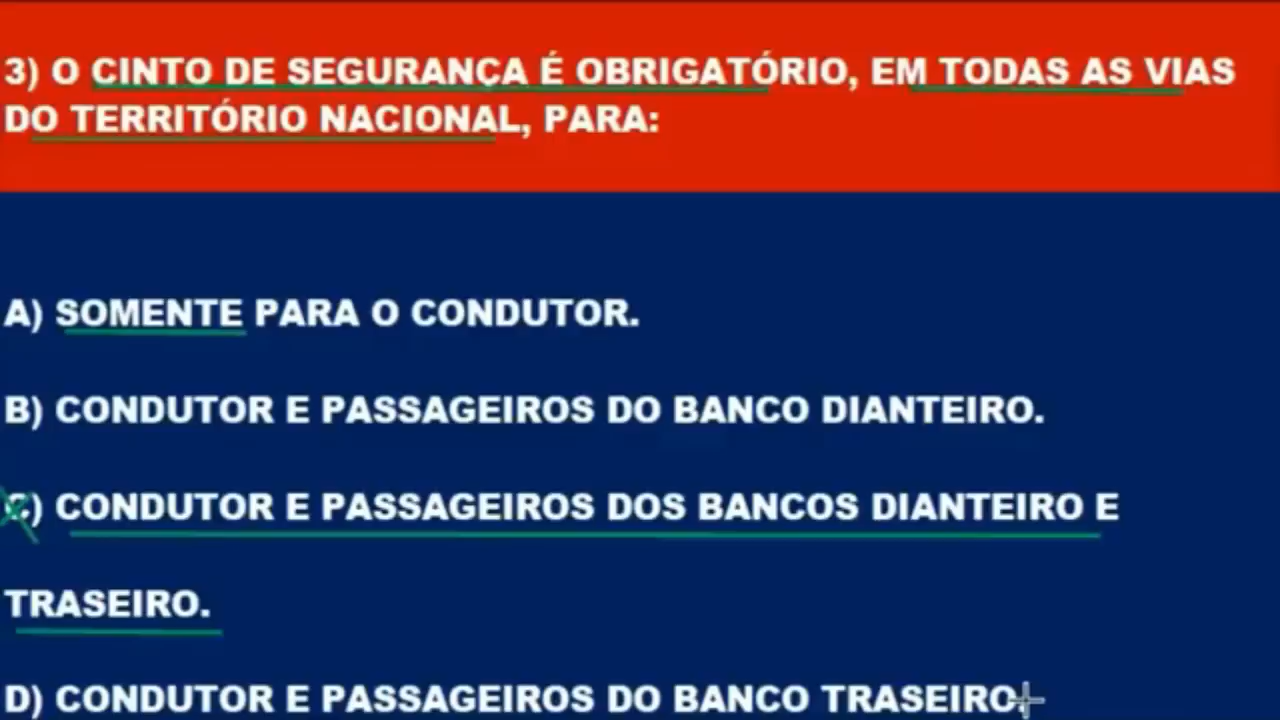 3) O CINTO DE SEGURANÇA É OBRIGATÓRIO, EM TODAS AS VIAS
DO TERRITÓRIO NACIONAL, PARA:
A) SOMENTE PARA O CONDUTOR.
B) CONDUTOR E PASSAGEIROS DO BANCO DIANTEIRO.
C) CONDUTOR E PASSAGEIROS DOS BANCOS DIANTEIRO E
TRASEIRO.
D) CONDUTOR E PASSAGEIROS DO BANCO TRASEIRO.